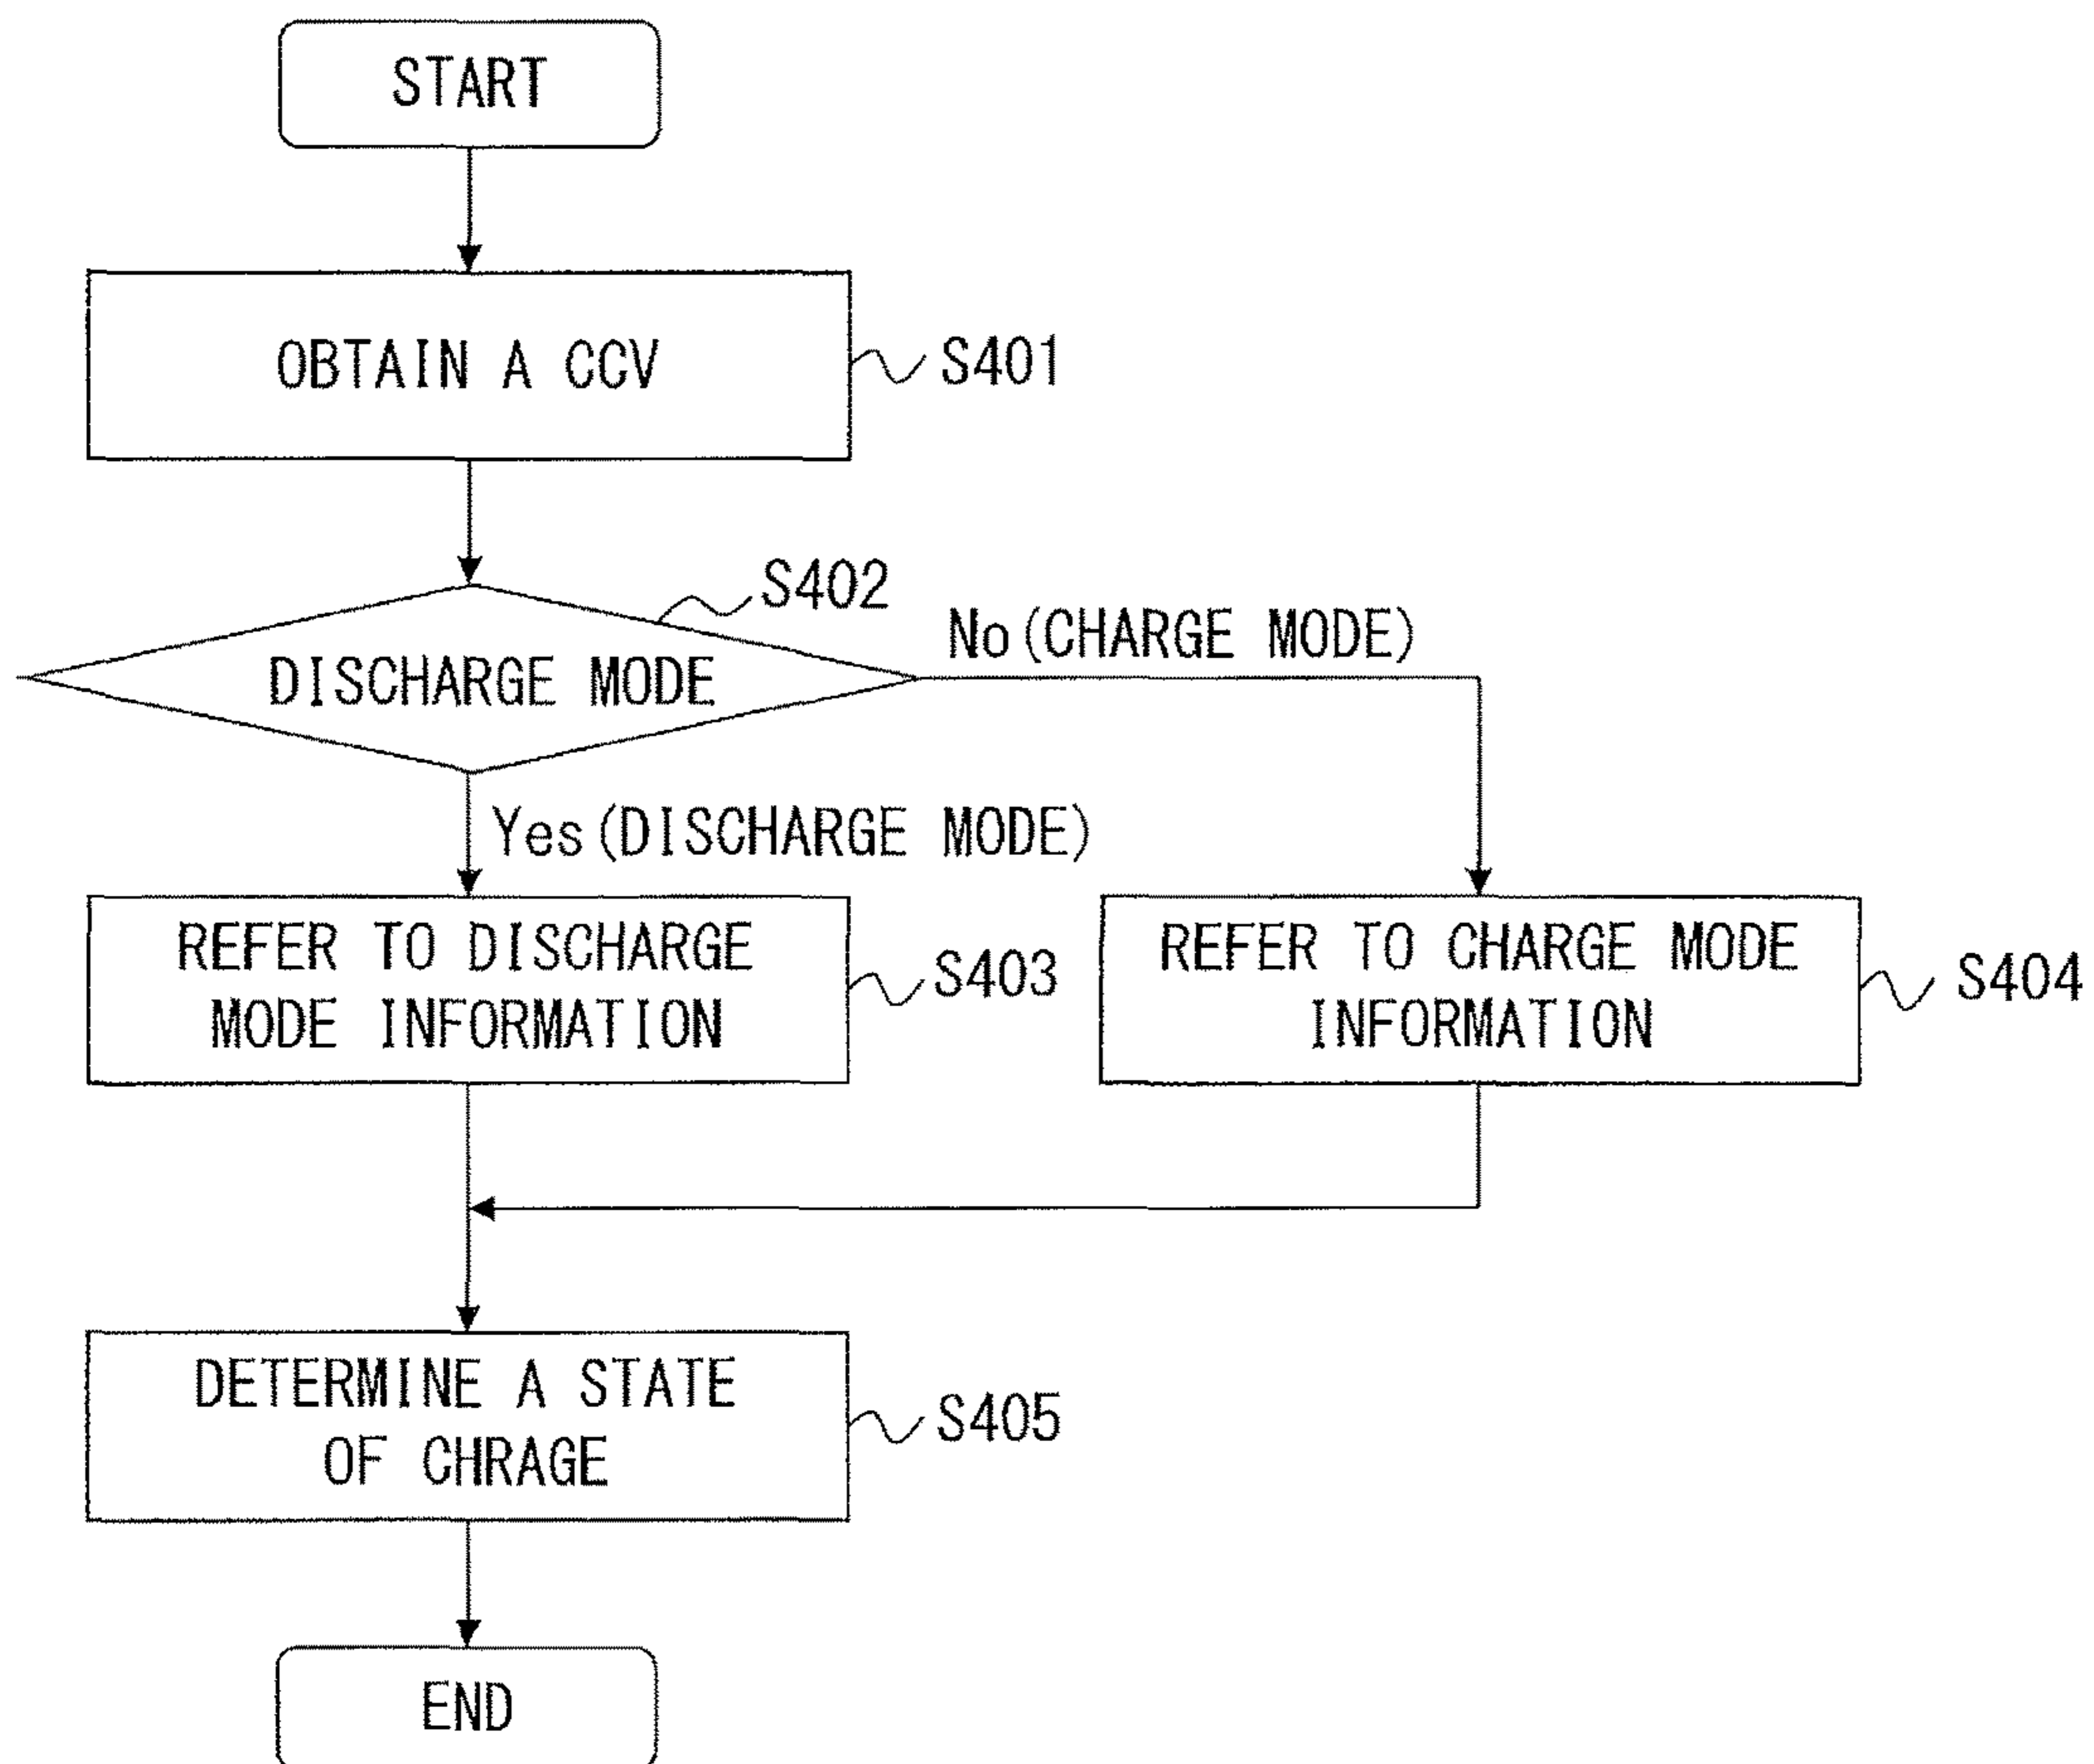 START
OBTAIN A CCV
S401
S402
DISCHARGE MODE
No(CHARGE MODE)
Yes(DISCHARGE MODE)
REFER TO DISCHARGE
MODE INFORMATION
S403
REFER TO CHARGE MODE
INFORMATION
S404
DETERMINE A STATE
OF CHRAGE
S405
END